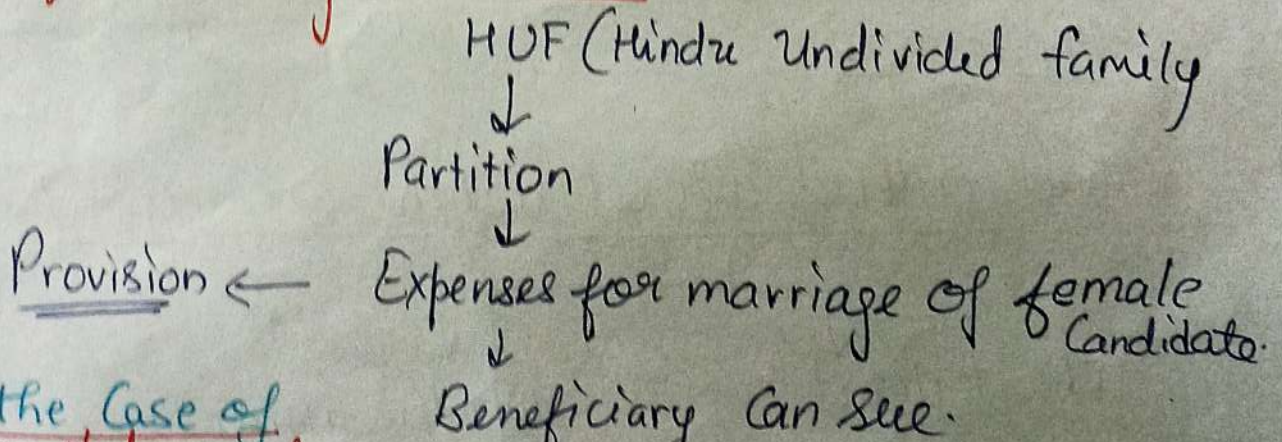 HUF (Hindu Undivided family
↓
Partition
↓
Provision ← Expenses for marriage of female
Candidate.
↓
the Case of Beneficiary Can sue.